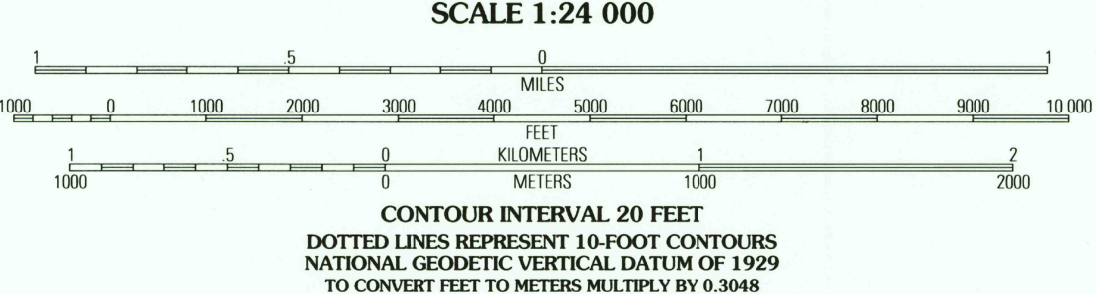 SCALE 1:24 000
1 .5 0 1
MILES
1000 0 1000 2000 3000 4000 5000 6000 7000 8000 9000 10 000
FEET
1 .5 0 KILOMETERS 1 2
1000 0 METERS 1000 2000
CONTOUR INTERVAL 20 FEET
DOTTED LINES REPRESENT 10-FOOT CONTOURS
NATIONAL GEODETIC VERTICAL DATUM OF 1929
TO CONVERT FEET TO METERS MULTIPLY BY 0.3048